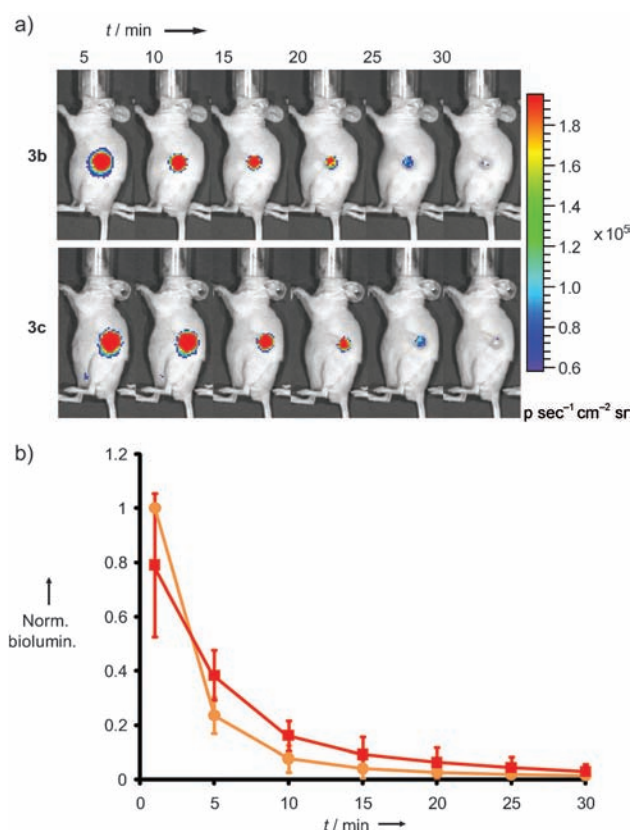 a)
t / min
5 10 15 20 25 30
3b
3c
1.8
1.6
1.4
×10⁵
1.2
1.0
0.8
0.6
p sec⁻¹ cm⁻² sr
b)
1.2
1
0.8
0.6
0.4
0.2
0
Norm.
biolumin.
0 5 10 15 20 25 30
t / min